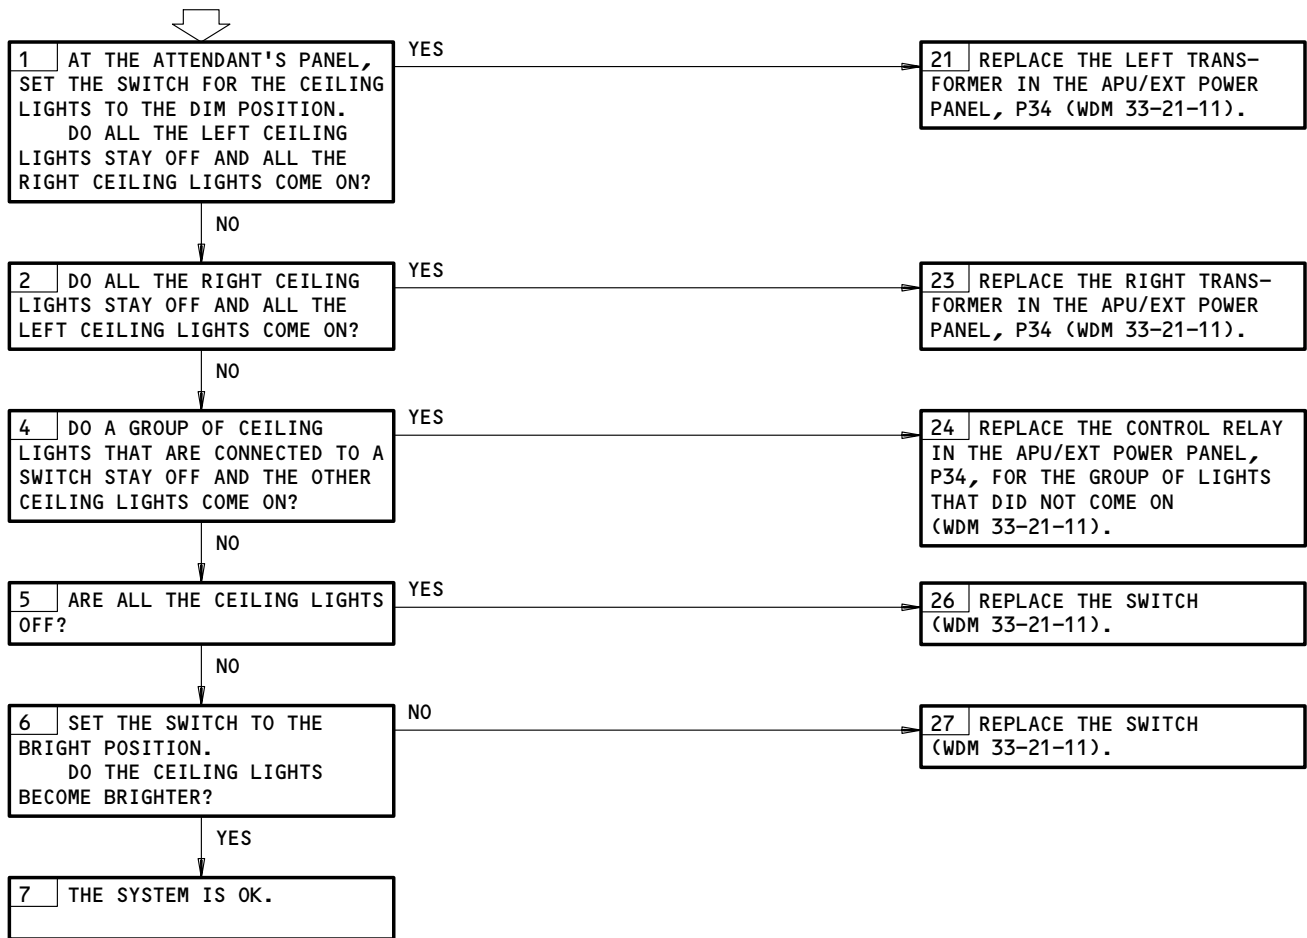 1 AT THE ATTENDANT'S PANEL,
SET THE SWITCH FOR THE CEILING
LIGHTS TO THE DIM POSITION.
DO ALL THE LEFT CEILING
LIGHTS STAY OFF AND ALL THE
RIGHT CEILING LIGHTS COME ON?
YES
21 REPLACE THE LEFT TRANS-
FORMER IN THE APU/EXT POWER
PANEL, P34 (WDM 33-21-11).
NO
2 DO ALL THE RIGHT CEILING
LIGHTS STAY OFF AND ALL THE
LEFT CEILING LIGHTS COME ON?
YES
23 REPLACE THE RIGHT TRANS-
FORMER IN THE APU/EXT POWER
PANEL, P34 (WDM 33-21-11).
NO
4 DO A GROUP OF CEILING
LIGHTS THAT ARE CONNECTED TO A
SWITCH STAY OFF AND THE OTHER
CEILING LIGHTS COME ON?
YES
24 REPLACE THE CONTROL RELAY
IN THE APU/EXT POWER PANEL,
P34, FOR THE GROUP OF LIGHTS
THAT DID NOT COME ON
(WDM 33-21-11).
NO
5 ARE ALL THE CEILING LIGHTS
OFF?
YES
26 REPLACE THE SWITCH
(WDM 33-21-11).
NO
6 SET THE SWITCH TO THE
BRIGHT POSITION.
DO THE CEILING LIGHTS
BECOME BRIGHTER?
NO
27 REPLACE THE SWITCH
(WDM 33-21-11).
YES
7 THE SYSTEM IS OK.